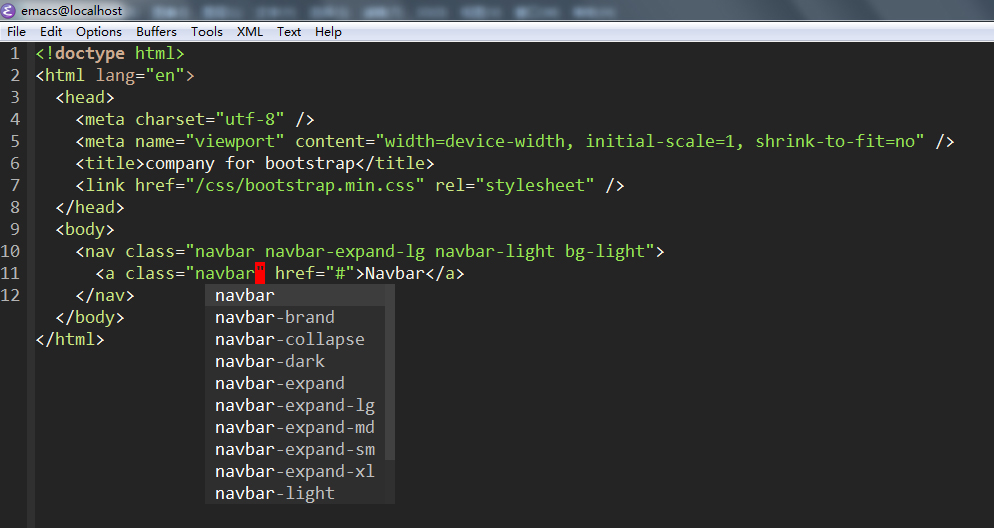 emacs@localhost
File Edit Options Buffers Tools XML Text Help
1 <!doctype html>
2 <html lang="en">
3 <head>
4 <meta charset="utf-8" />
5 <meta name="viewport" content="width=device-width, initial-scale=1, shrink-to-fit=no" />
6 <title>company for bootstrap</title>
7 <link href="/css/bootstrap.min.css" rel="stylesheet" />
8 </head>
9 <body>
10 <nav class="navbar navbar-expand-lg navbar-light bg-light">
11 <a class="navbar" href="#">Navbar</a>
12 </nav>
navbar
</body>
navbar-brand
</html>
navbar-collapse
navbar-dark
navbar-expand
navbar-expand-lg
navbar-expand-md
navbar-expand-sm
navbar-expand-xl
navbar-light